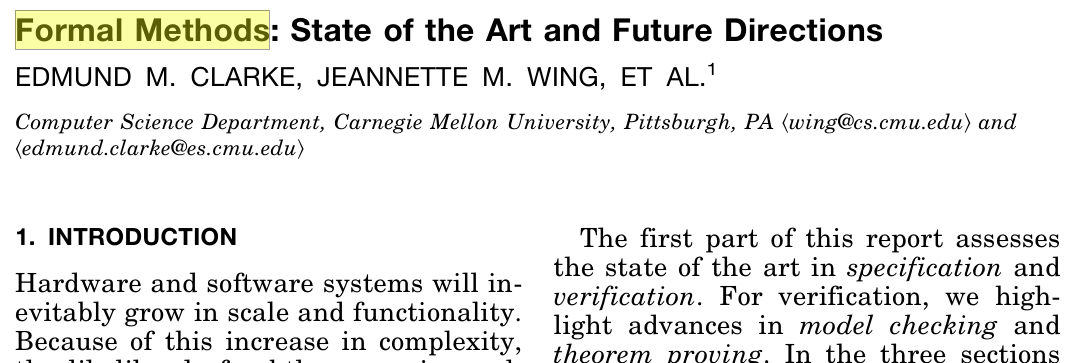 Formal Methods: State of the Art and Future Directions
EDMUND M. CLARKE, JEANNETTE M. WING, ET AL.¹
Computer Science Department, Carnegie Mellon University, Pittsburgh, PA ⟨wing@cs.cmu.edu⟩ and
⟨edmund.clarke@es.cmu.edu⟩
1. INTRODUCTION
Hardware and software systems will in-
evitably grow in scale and functionality.
Because of this increase in complexity,
The first part of this report assesses
the state of the art in specification and
verification. For verification, we high-
light advances in model checking and
theorem proving. In the three sections